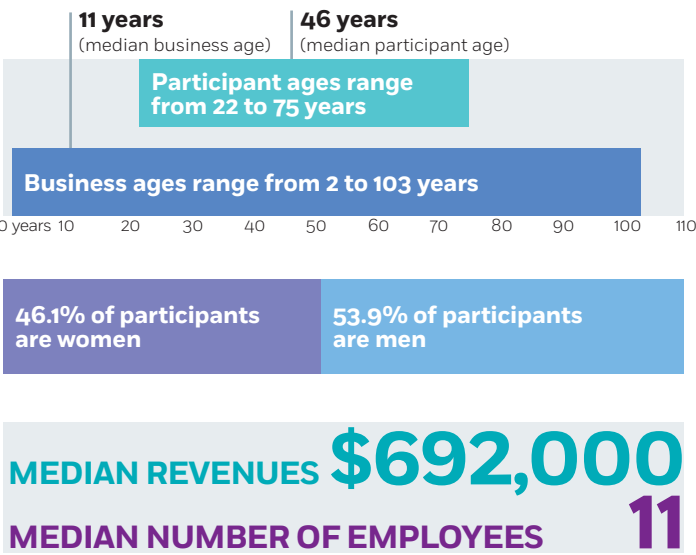 11 years
(median business age)
46 years
(median participant age)
Participant ages range
from 22 to 75 years
Business ages range from 2 to 103 years
0 years 10 20 30 40 50 60 70 80 90 100 110
46.1% of participants
are women
53.9% of participants
are men
MEDIAN REVENUES $692,000
MEDIAN NUMBER OF EMPLOYEES 11